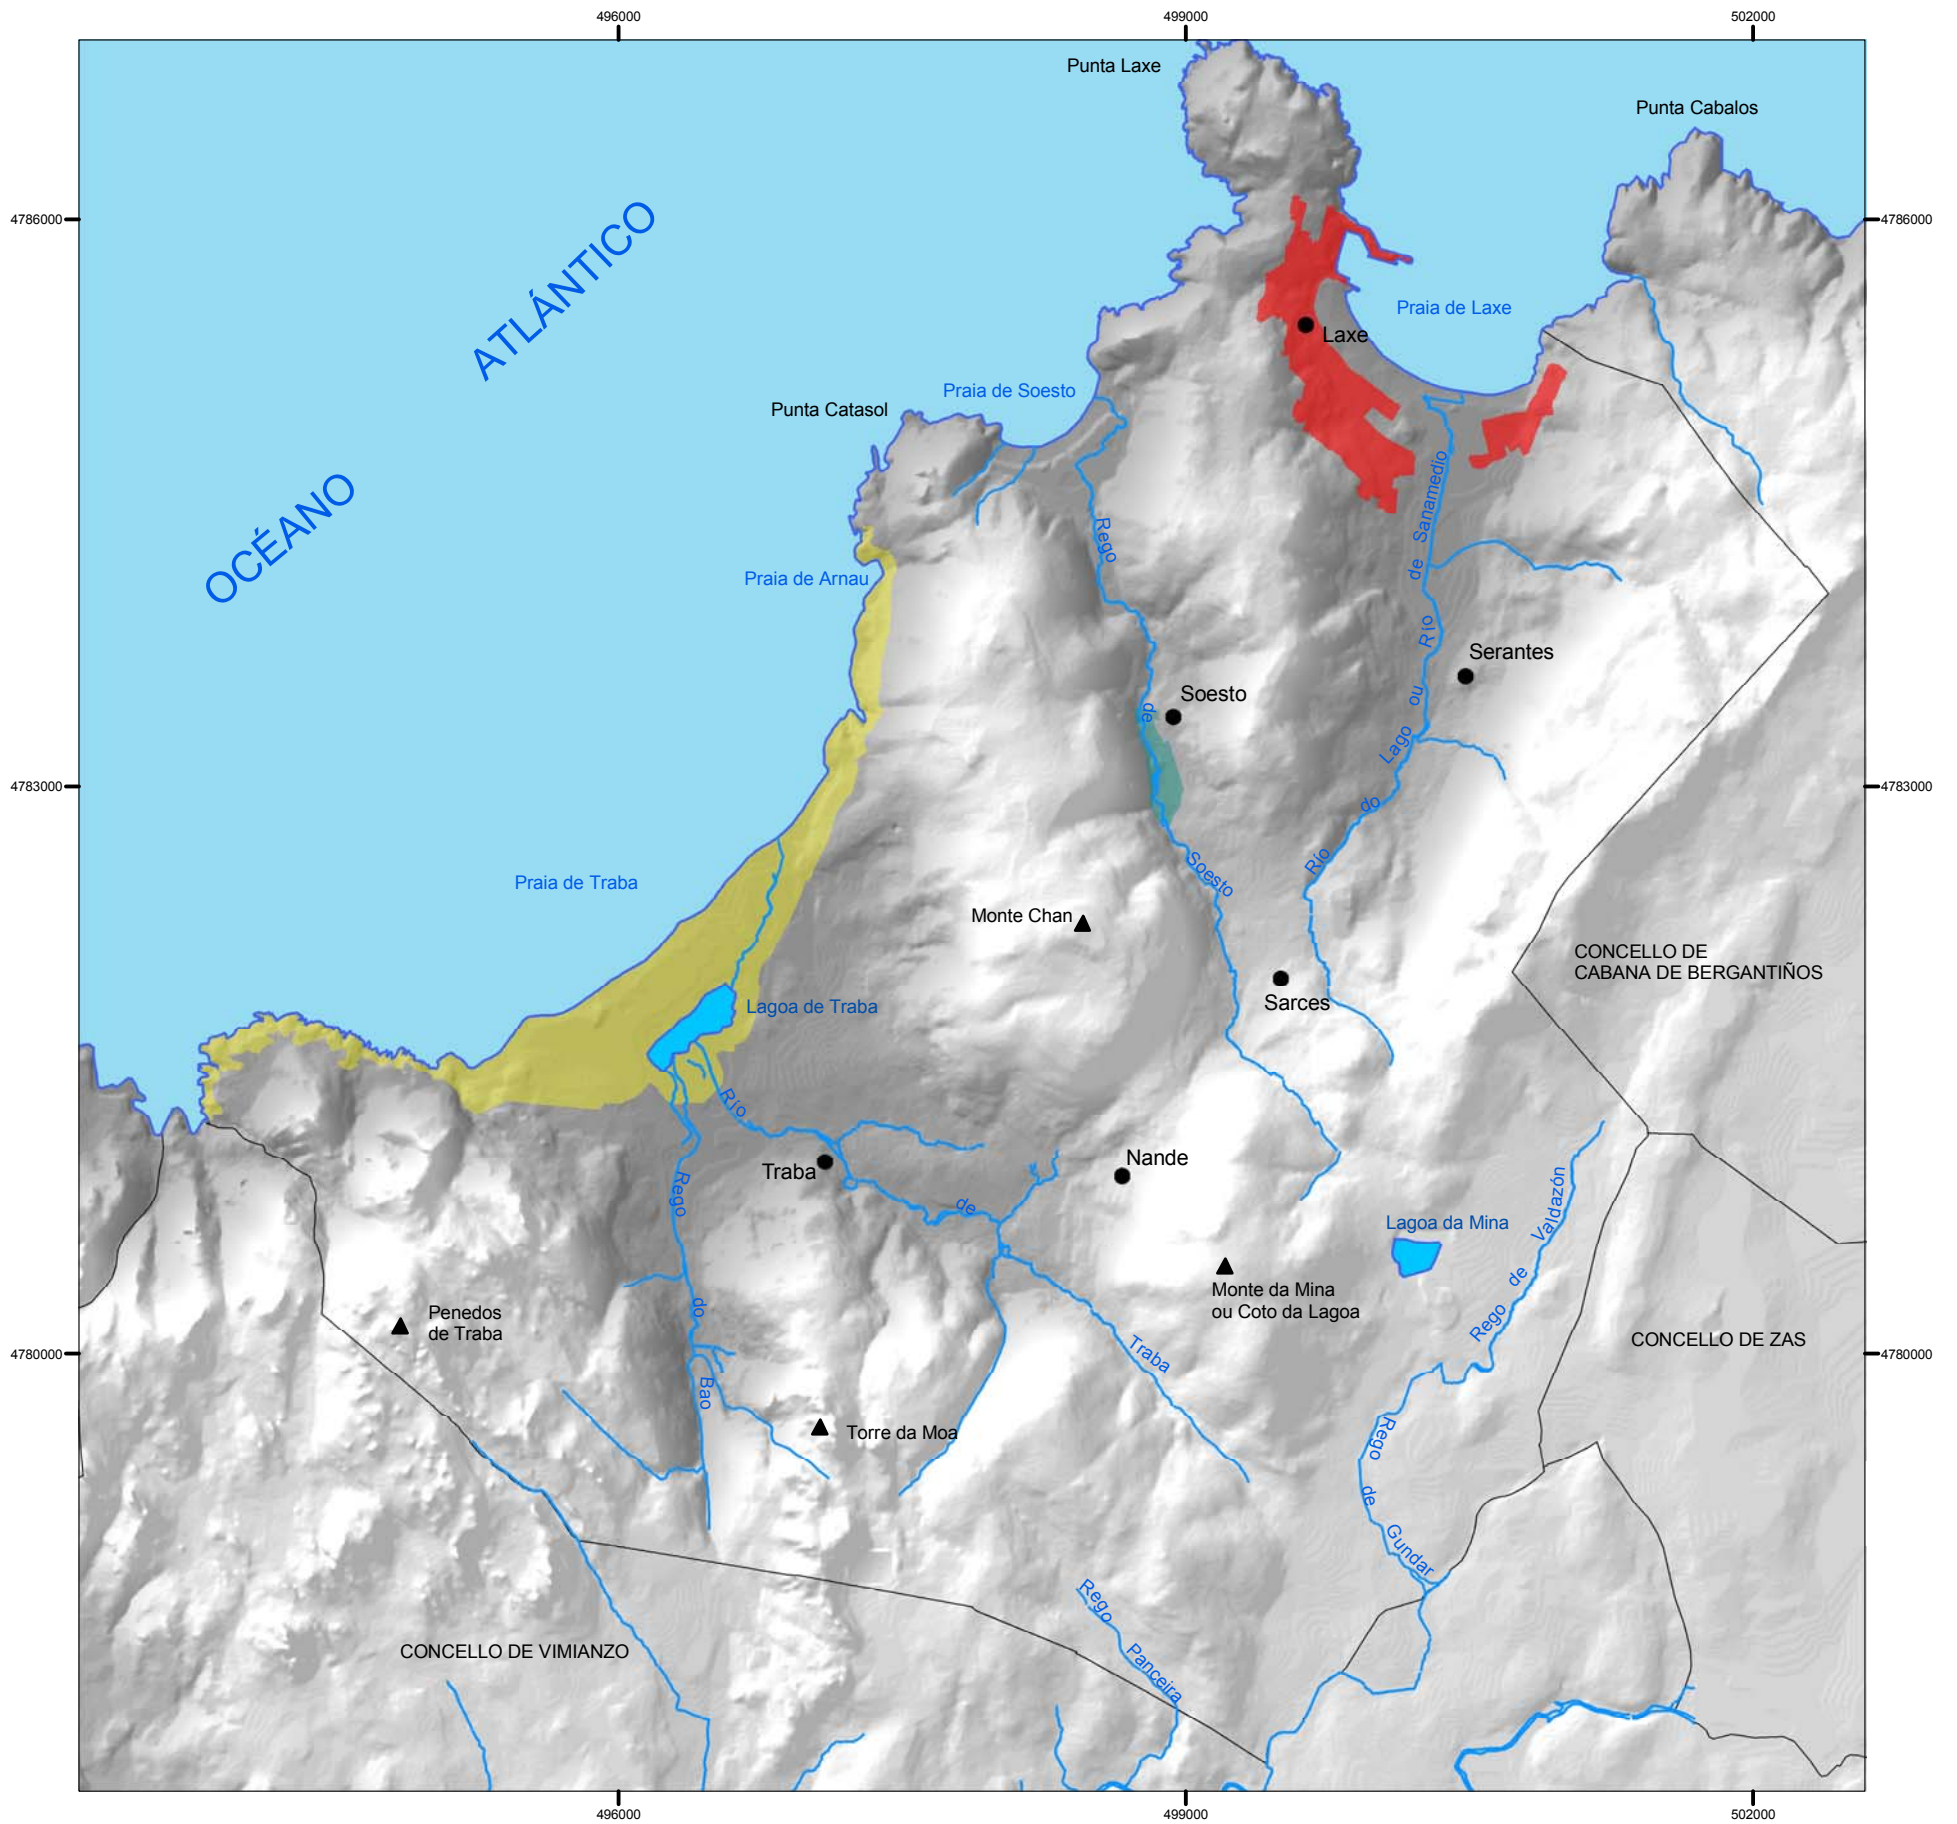 496000
499000
502000
Punta Laxe
Punta Cabalos
4786000
4786000
OCÉANO ATLÁNTICO
Praia de Laxe
Laxe
Praia de Soesto
Punta Catasol
Praia de Arnau
Rego de Soesto
Río do Lago ou Río de Sanamedio
Serantes
Soesto
4783000
4783000
Praia de Traba
Monte Chan
CONCELLO DE
CABANA DE BERGANTIÑOS
Sarces
Lagoa de Traba
Río de Traba
Traba
Nande
Rego do Bao
Lagoa da Mina
Rego de Valdazón
Monte da Mina
ou Coto da Lagoa
Penedos
de Traba
CONCELLO DE ZAS
4780000
4780000
Torre da Moa
Rego de Gundar
Rego Panceira
CONCELLO DE VIMIANZO
496000
499000
502000